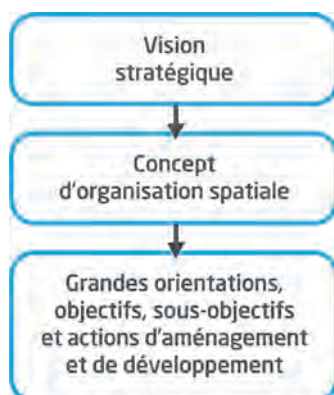 Vision
stratégique
Concept
d'organisation spatiale
Grandes orientations,
objectifs, sous-objectifs
et actions d'aménagement
et de développement